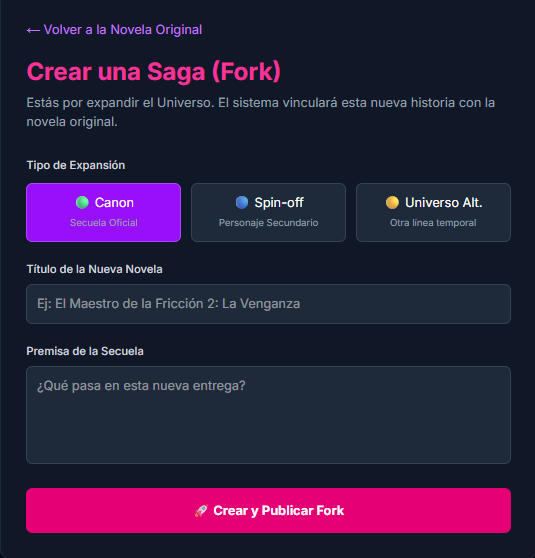 ← Volver a la Novela Original
Crear una Saga (Fork)
Estás por expandir el Universo. El sistema vinculará esta nueva historia con la
novela original.
Tipo de Expansión
Canon
Secuela Oficial
Spin-off
Personaje Secundario
Universo Alt.
Otra línea temporal
Título de la Nueva Novela
Ej: El Maestro de la Fricción 2: La Venganza
Premisa de la Secuela
¿Qué pasa en esta nueva entrega?
🚀 Crear y Publicar Fork